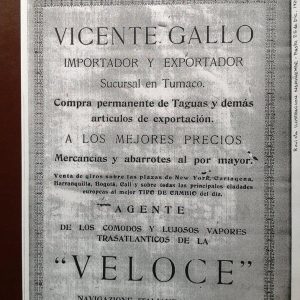 VICENTE GALLO
IMPORTADOR Y EXPORTADOR
Sucursal en Tumaco.
Compra permanente de Taguas y demás
artículos de exportación.
A LOS MEJORES PRECIOS
Mercancias y abarrotes al por mayor.
Venta de giros sobre las plazas de New York, Cartagena,
Barranquilla, Bogotá, Cali y sobre todas las principales ciudades
europeas al mejor TIPO DE CAMBIO del día.
AGENTE
DE LOS COMODOS Y LUJOSOS VAPORES
TRASATLANTICOS DE LA
"VELOCE"